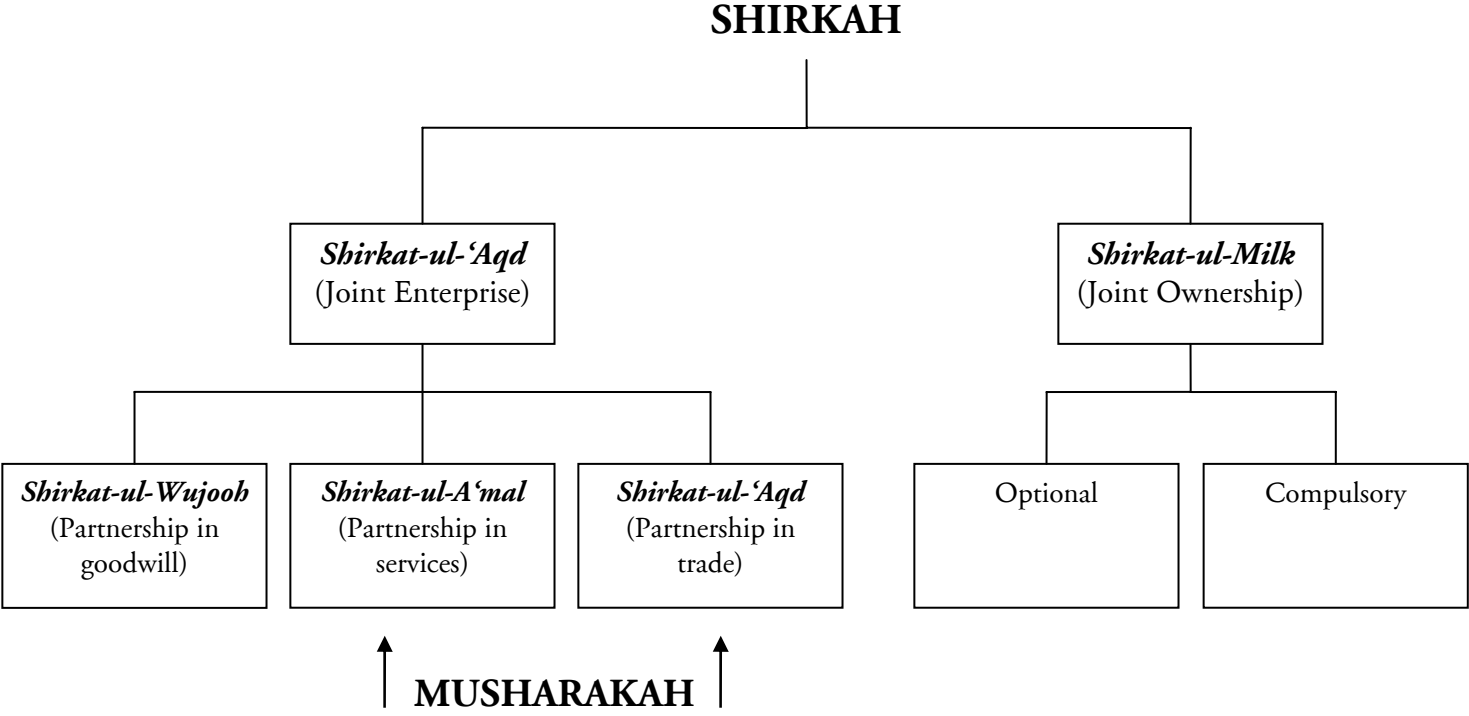 SHIRKAH
Shirkat-ul-‘Aqd
(Joint Enterprise)
Shirkat-ul-Milk
(Joint Ownership)
Shirkat-ul-Wujooh
(Partnership in
goodwill)
Shirkat-ul-A‘mal
(Partnership in
services)
Shirkat-ul-‘Aqd
(Partnership in
trade)
Optional
Compulsory
MUSHARAKAH